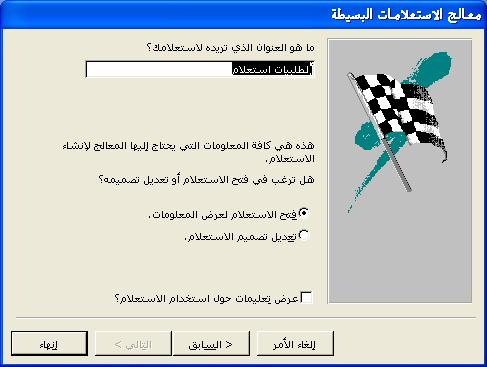 معالج الاستعلامات البسيطة
ما هو العنوان الذي تريده لاستعلامك؟
الطلبيات استعلام
هذه هي كافة المعلومات التي يحتاج إليها المعالج لإنشاء
الاستعلام.
هل ترغب في فتح الاستعلام أو تعديل تصميمه؟
فتح الاستعلام لعرض المعلومات.
تعديل تصميم الاستعلام.
عرض تعليمات حول استخدام الاستعلام؟
إلغاء الأمر
< السابق
التالي >
إنهاء